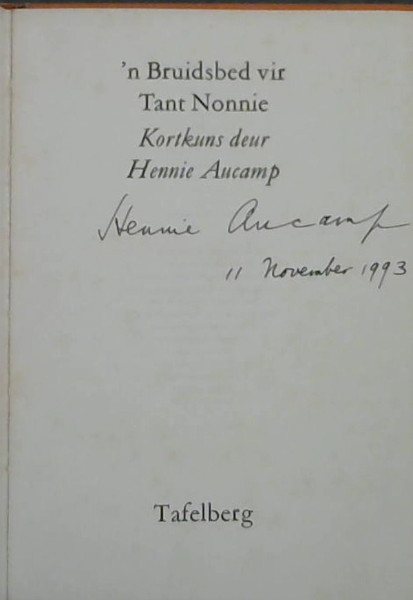 'n Bruidsbed vir
Tant Nonnie
Kortkuns deur
Hennie Aucamp
Hennie Aucamp
11 November 1993
Tafelberg